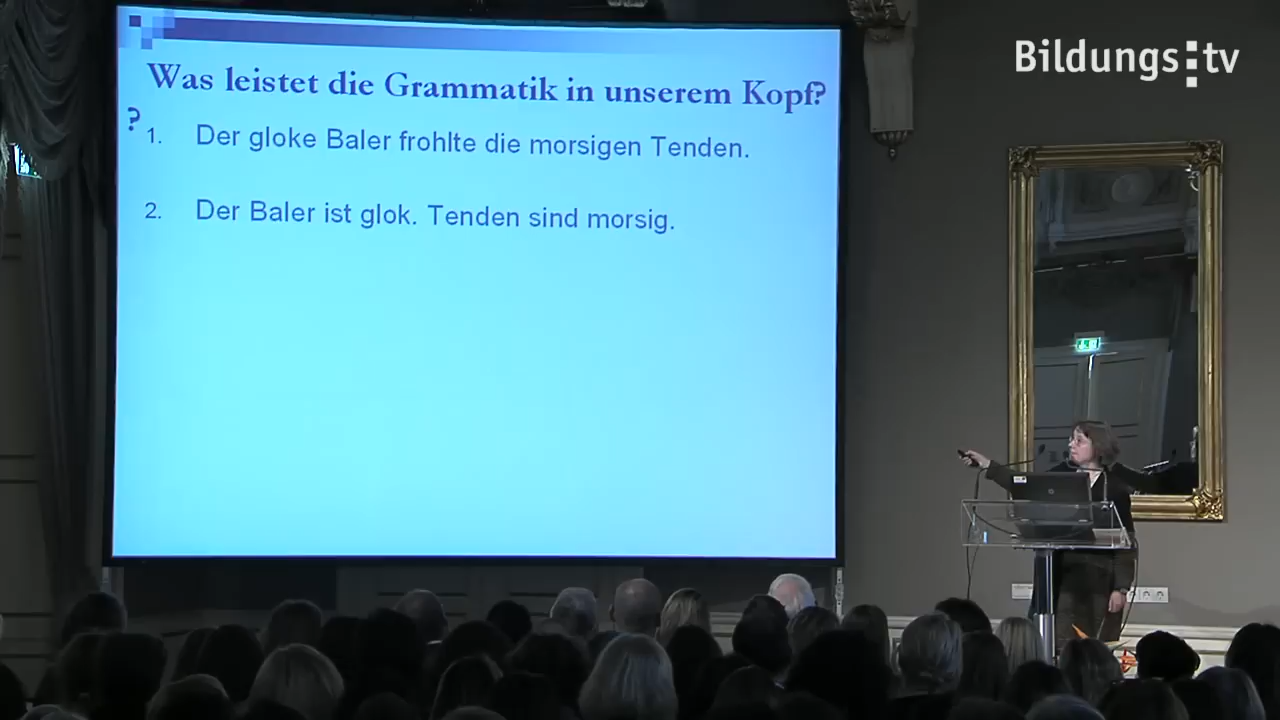 Bildungs:tv
Was leistet die Grammatik in unserem Kopf?
?
1. Der gloke Baler frohlte die morsigen Tenden.
2. Der Baler ist glok. Tenden sind morsig.